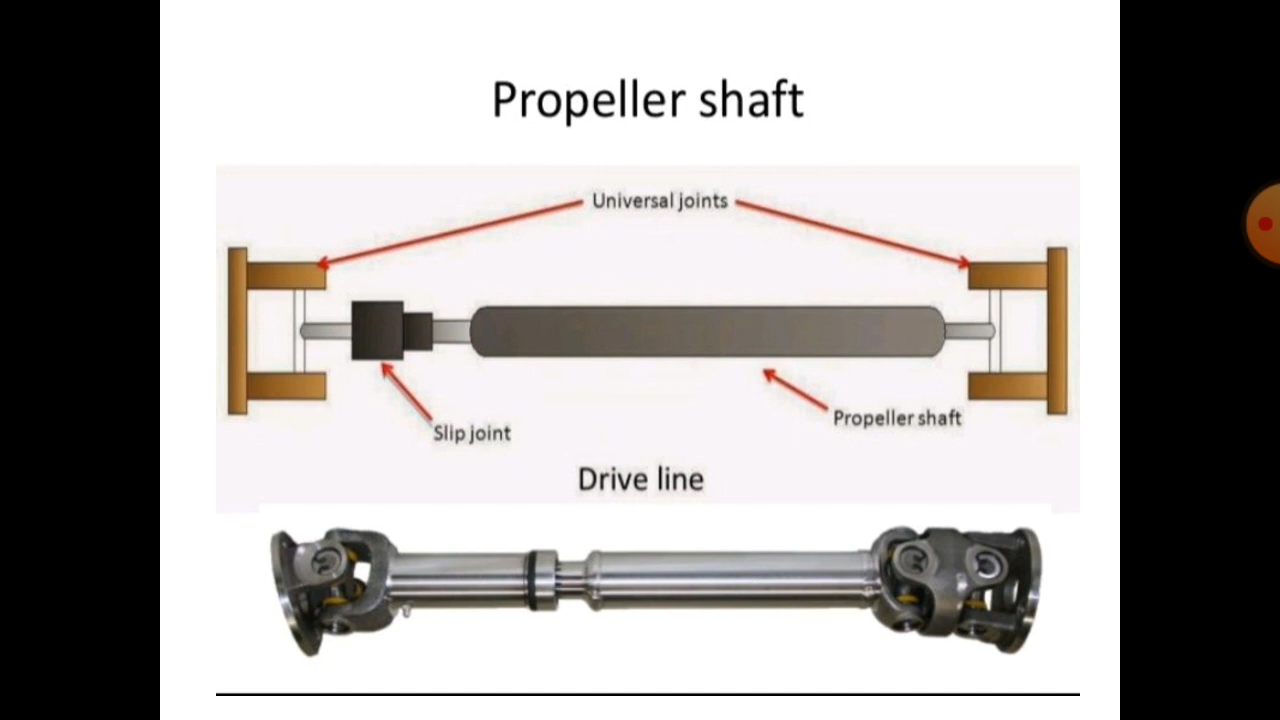 Propeller shaft
Universal joints
Slip joint
Propeller shaft
Drive line